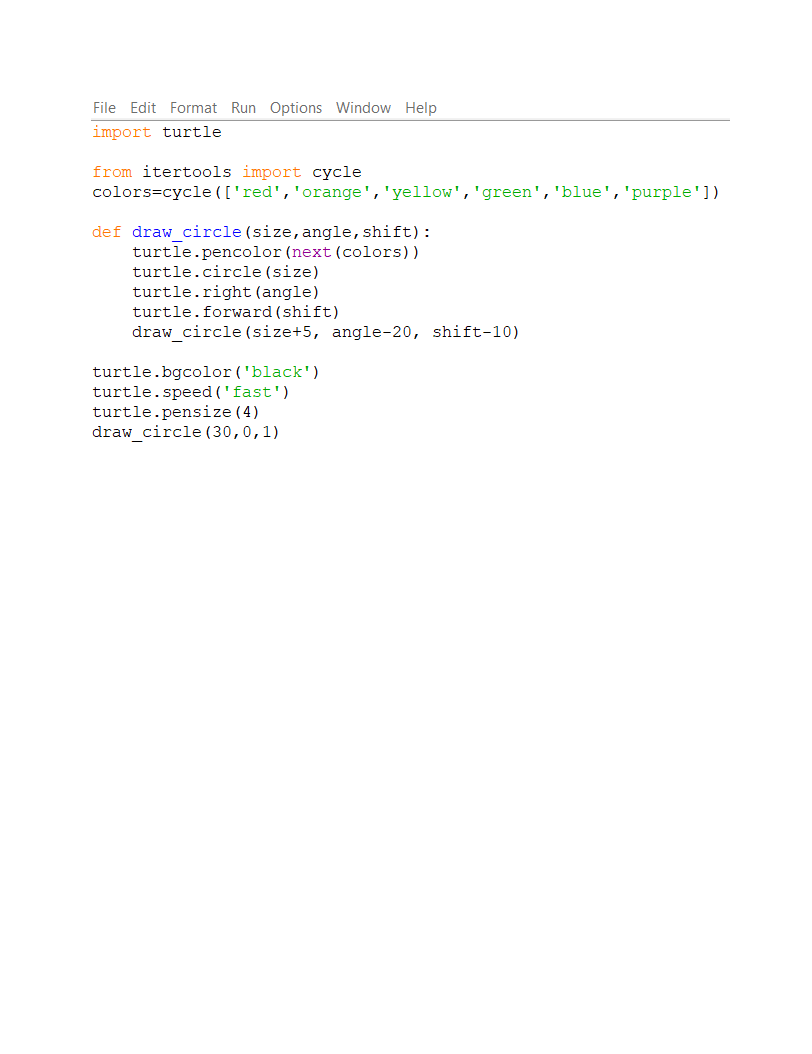 File Edit Format Run Options Window Help
import turtle
from itertools import cycle
colors=cycle(['red','orange','yellow','green','blue','purple'])
def draw_circle(size,angle,shift):
    turtle.pencolor(next(colors))
    turtle.circle(size)
    turtle.right(angle)
    turtle.forward(shift)
    draw_circle(size+5, angle-20, shift-10)
turtle.bgcolor('black')
turtle.speed('fast')
turtle.pensize(4)
draw_circle(30,0,1)